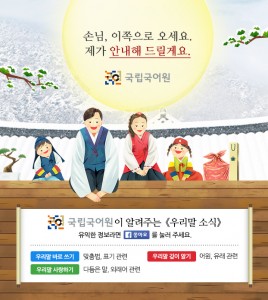 손님, 이쪽으로 오세요.
제가 안내해 드릴게요.
국립국어원
국립국어원이 알려주는 《우리말 소식》
유익한 정보라면 f 좋아요 를 눌러 주세요.
우리말 바로 쓰기 맞춤법, 표기 관련
우리말 깊이 알기 어원, 유래 관련
우리말 사랑하기 다듬은 말, 외래어 관련